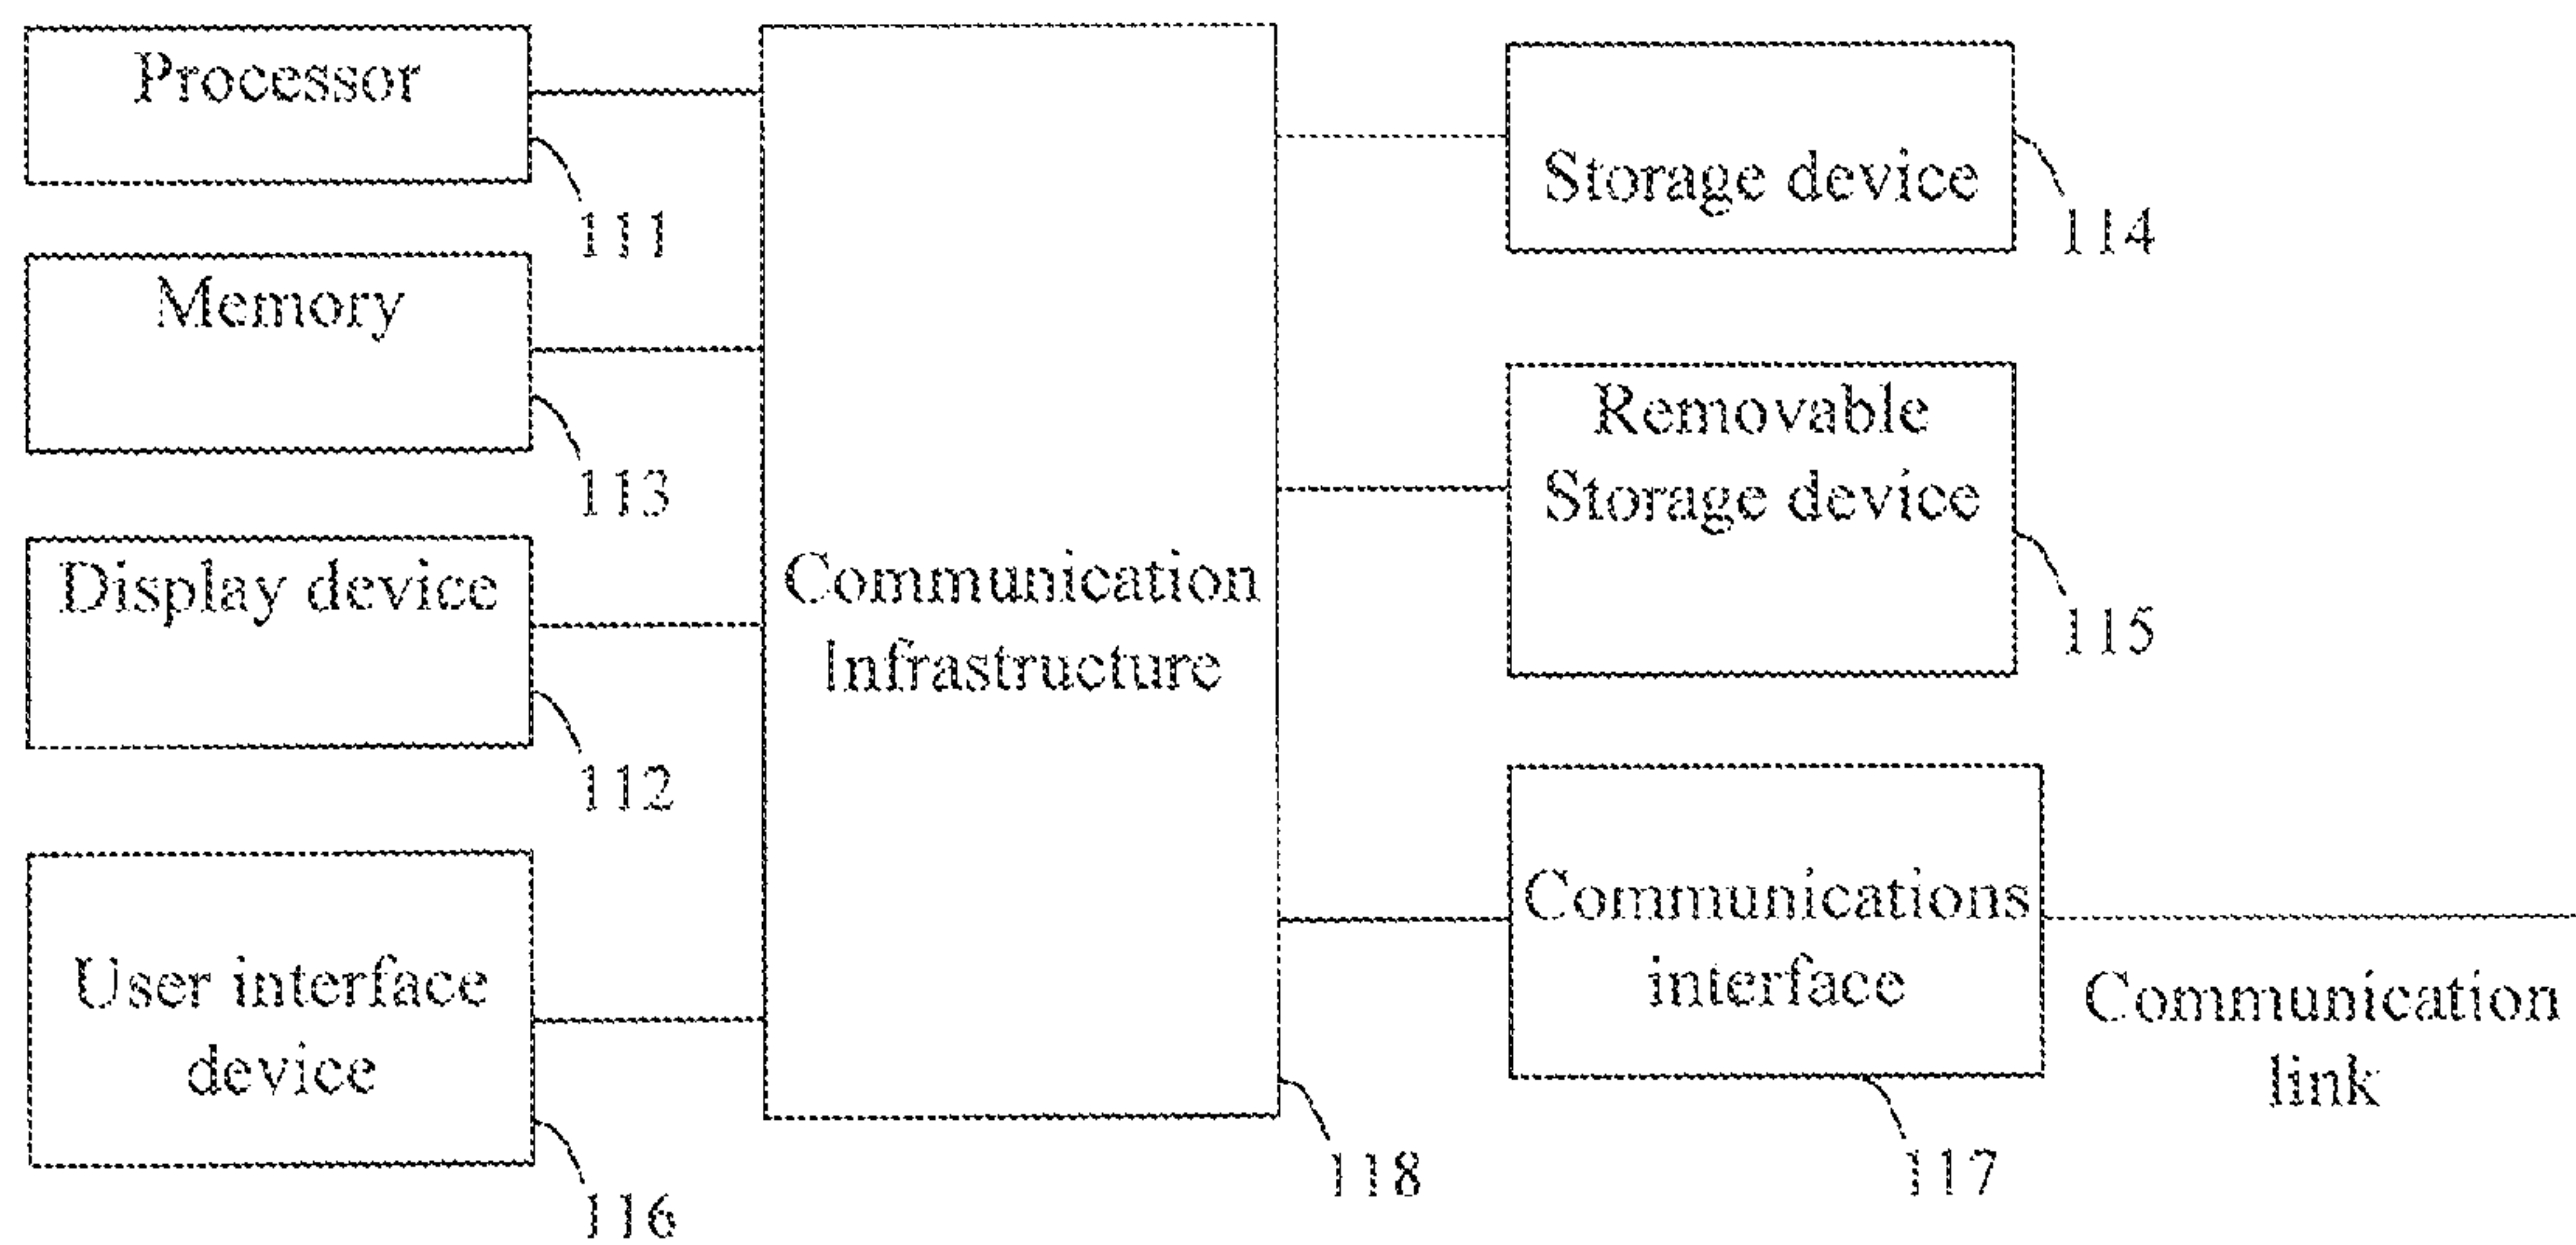 Processor
111
Memory
113
Display device
112
User interface
device
116
Communication
Infrastructure
118
Storage device
114
Removable
Storage device
115
Communications
interface
117
Communication
link